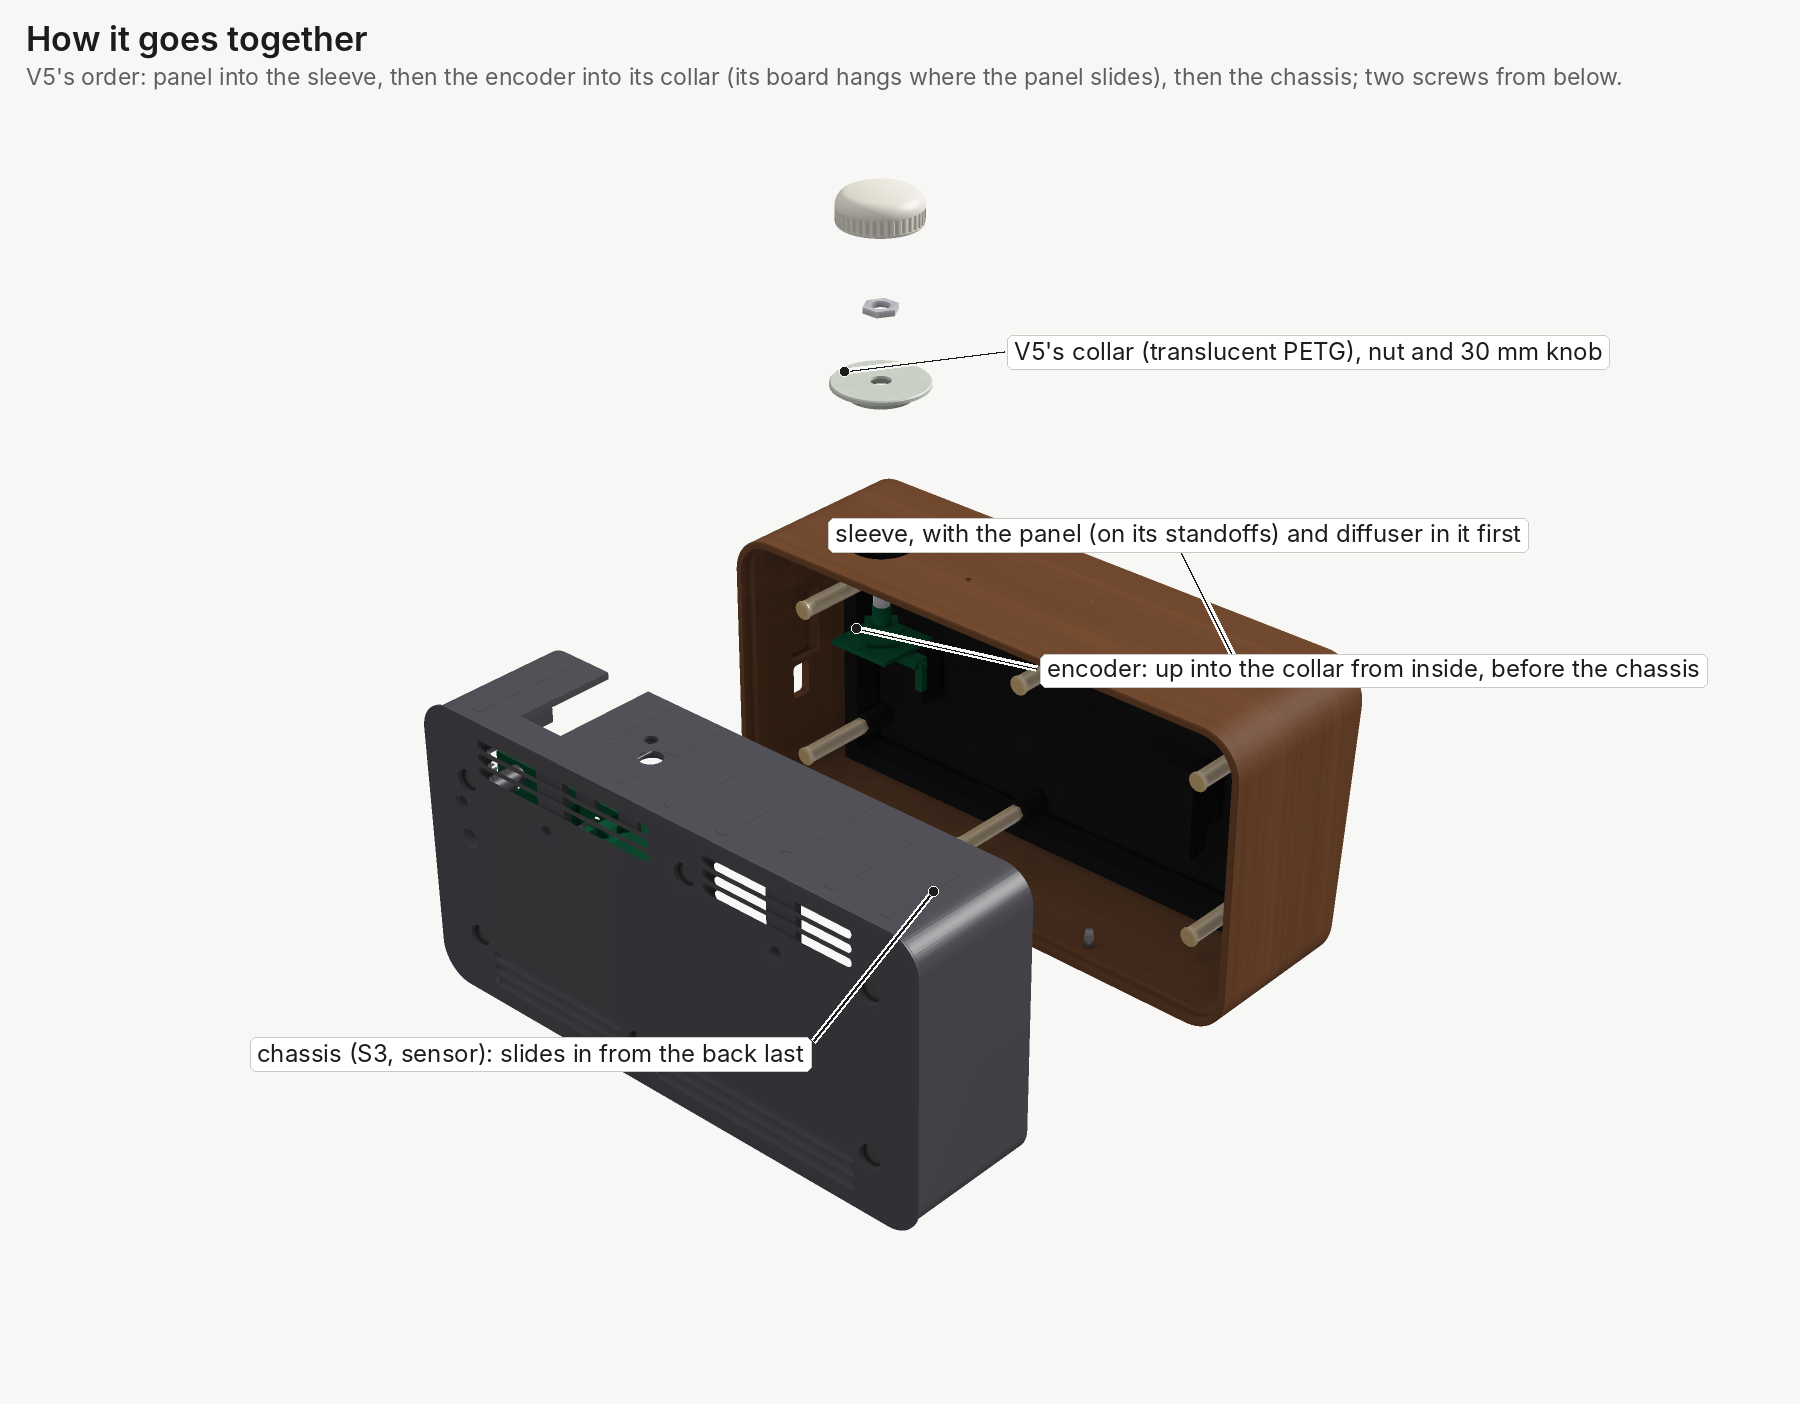 How it goes together
V5's order: panel into the sleeve, then the encoder into its collar (its board hangs where the panel slides), then the chassis; two screws from below.
V5's collar (translucent PETG), nut and 30 mm knob
sleeve, with the panel (on its standoffs) and diffuser in it first
encoder: up into the collar from inside, before the chassis
chassis (S3, sensor): slides in from the back last